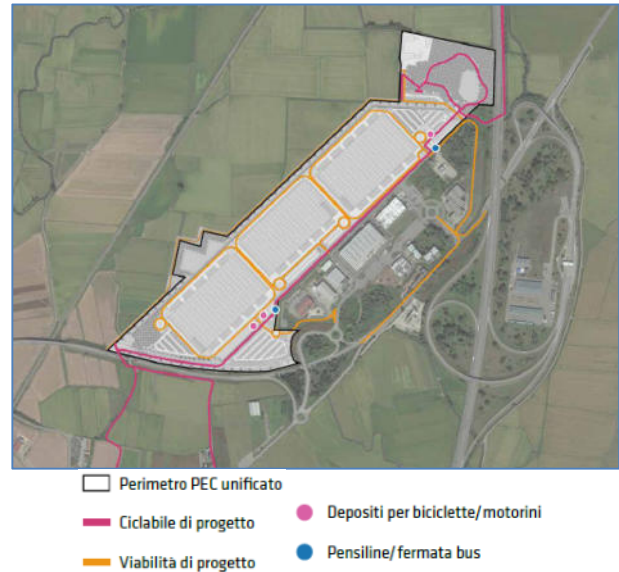 Perimetro PEC unificato
Ciclabile di progetto
Depositi per biciclette/motorini
Viabilità di progetto
Pensiline/fermata bus